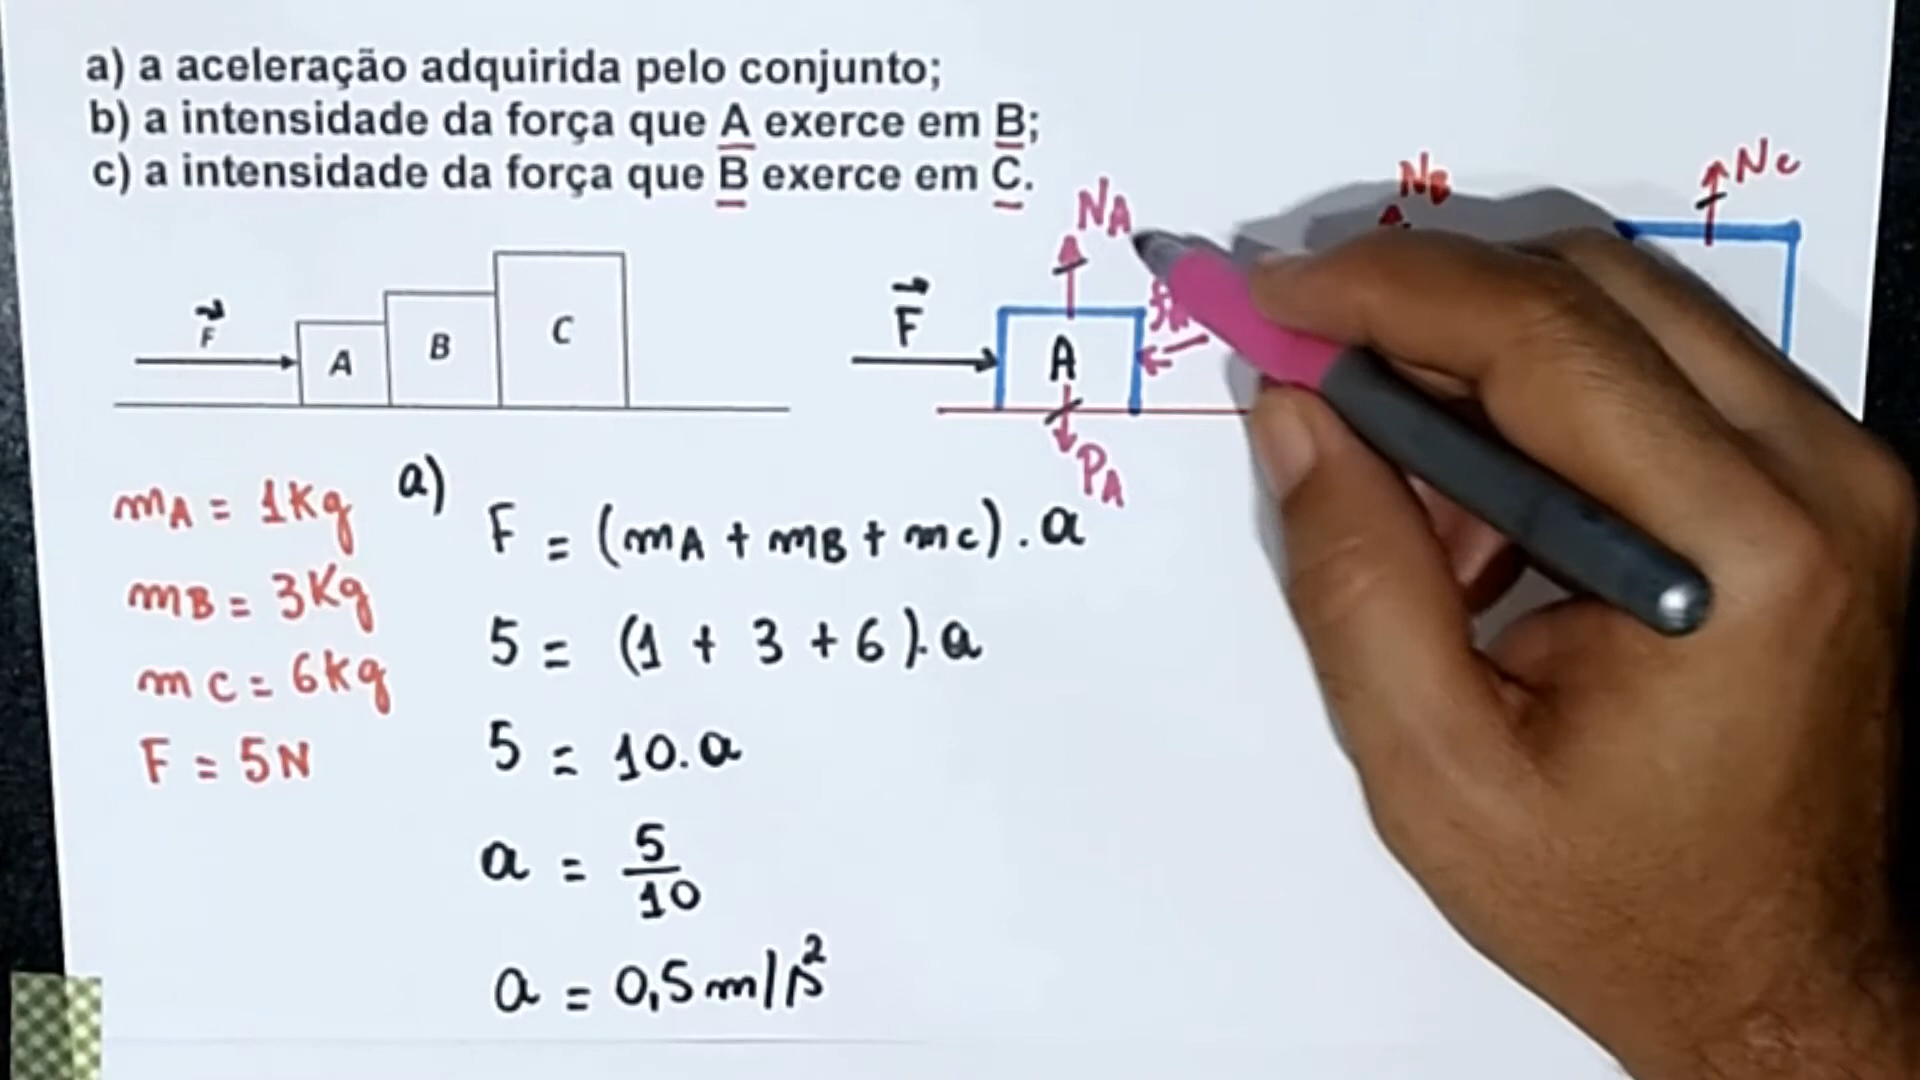 a) a aceleração adquirida pelo conjunto;
b) a intensidade da força que A exerce em B;
c) a intensidade da força que B exerce em C.
F
A
B
C
F
A
NA
PA
NB
NC
mA = 1Kg
mB = 3Kg
mC = 6kg
F = 5N
a)
F = (mA + mB + mC) . a
5 = (1 + 3 + 6). a
5 = 10. a
a = 5/10
a = 0,5 m/s²